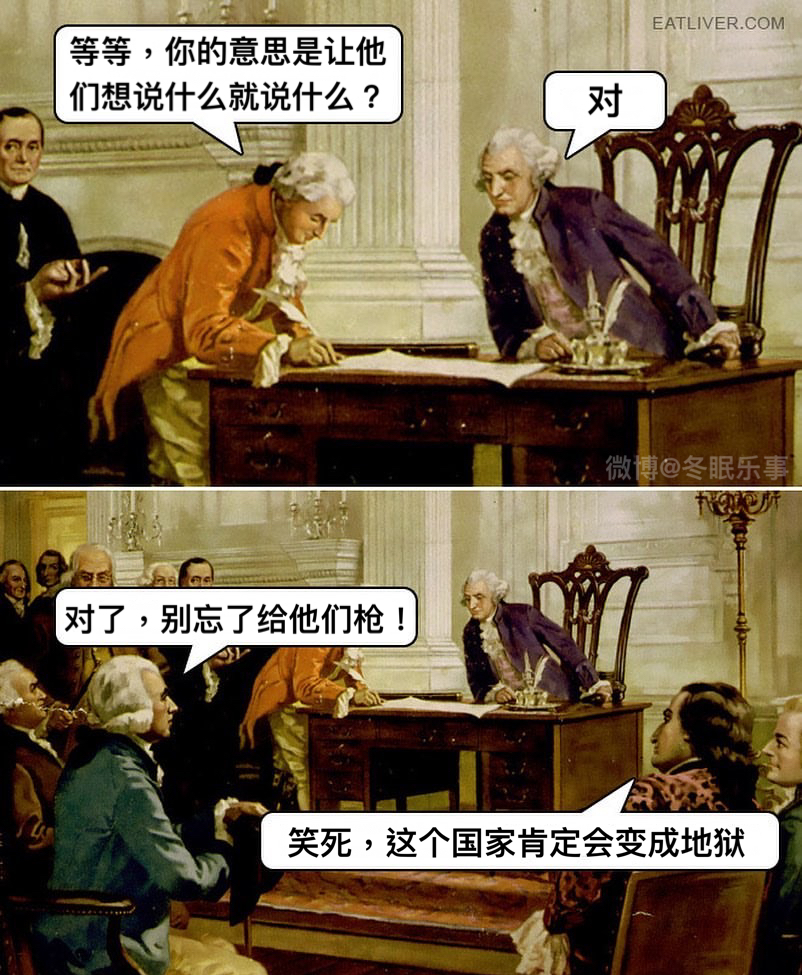 EATLIVER.COM
等等，你的意思是让他
们想说什么就说什么？
对
微博@冬眠乐事
对了，别忘了给他们枪！
笑死，这个国家肯定会变成地狱